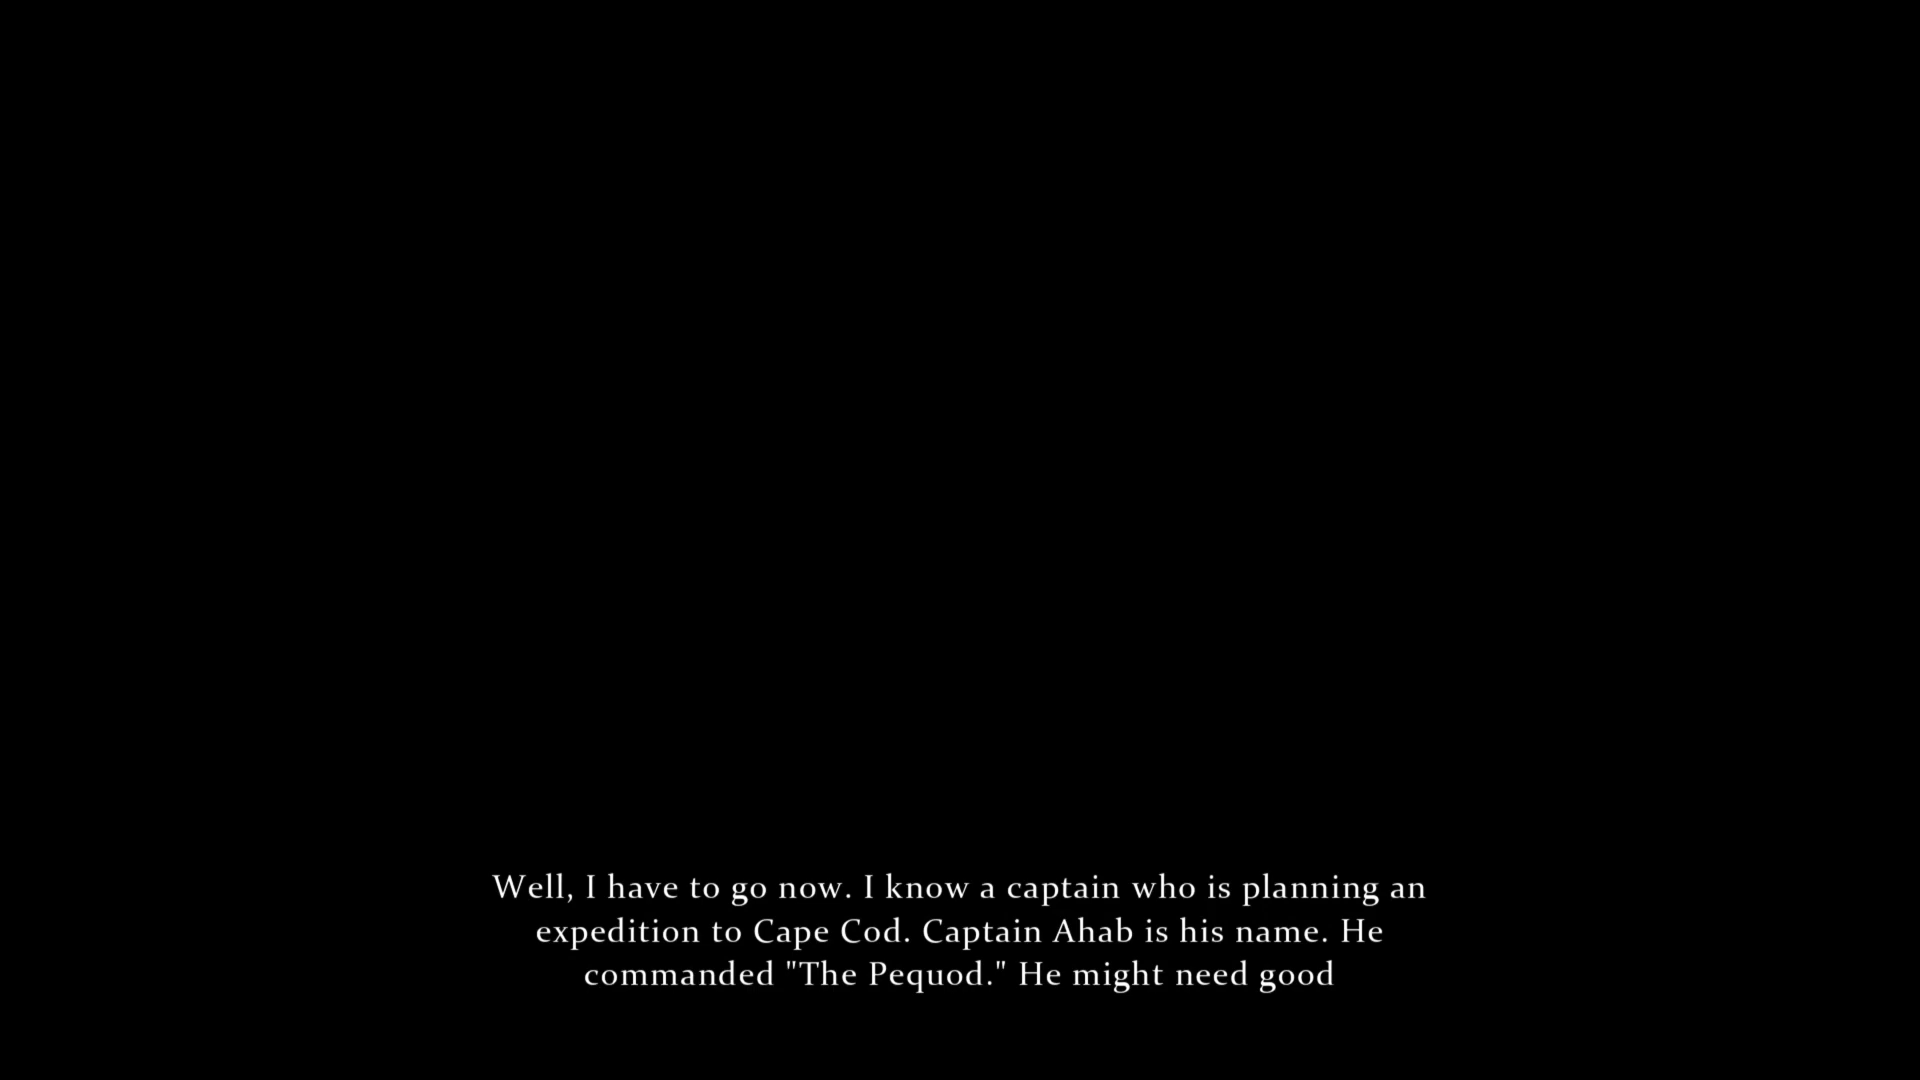 Well, I have to go now. I know a captain who is planning an
expedition to Cape Cod. Captain Ahab is his name. He
commanded "The Pequod." He might need good